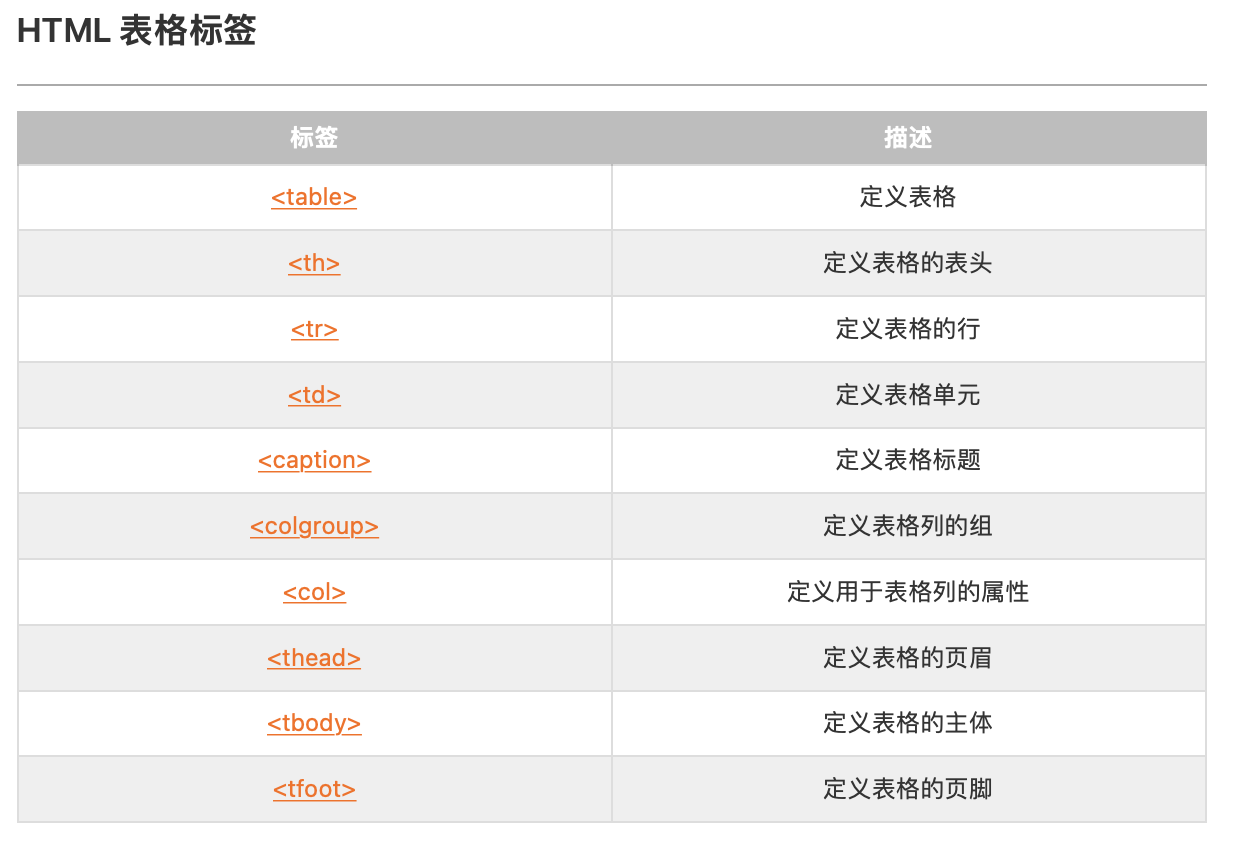 HTML 表格标签
标签 描述
<table> 定义表格
<th> 定义表格的表头
<tr> 定义表格的行
<td> 定义表格单元
<caption> 定义表格标题
<colgroup> 定义表格列的组
<col> 定义用于表格列的属性
<thead> 定义表格的页眉
<tbody> 定义表格的主体
<tfoot> 定义表格的页脚